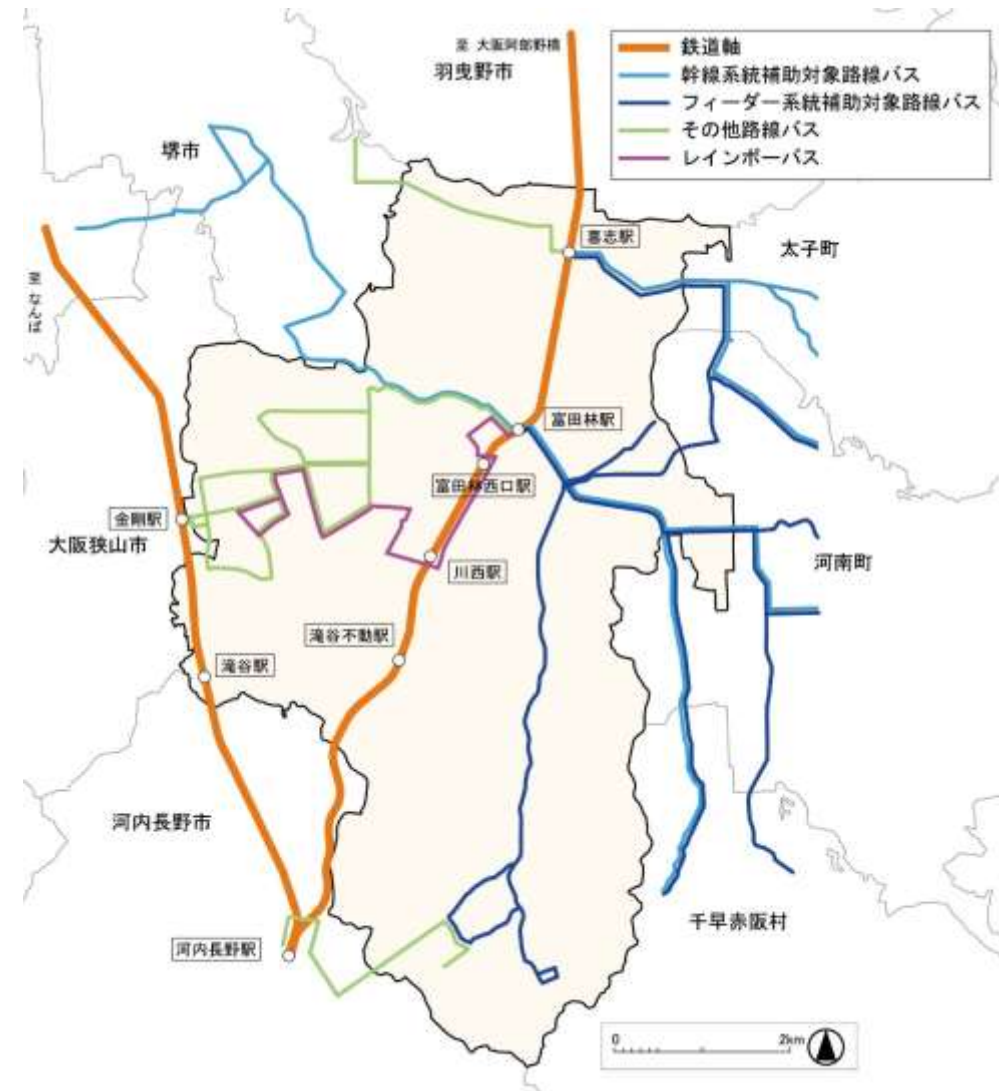 至 大阪阿部野橋
羽曳野市
鉄道軸
幹線系統補助対象路線バス
フィーダー系統補助対象路線バス
その他路線バス
レインボーバス
堺市
喜志駅
太子町
至 なんば
富田林駅
富田林西口駅
金剛駅
大阪狭山市
川西駅
河南町
滝谷不動駅
滝谷駅
河内長野市
千早赤阪村
河内長野駅
0 2km